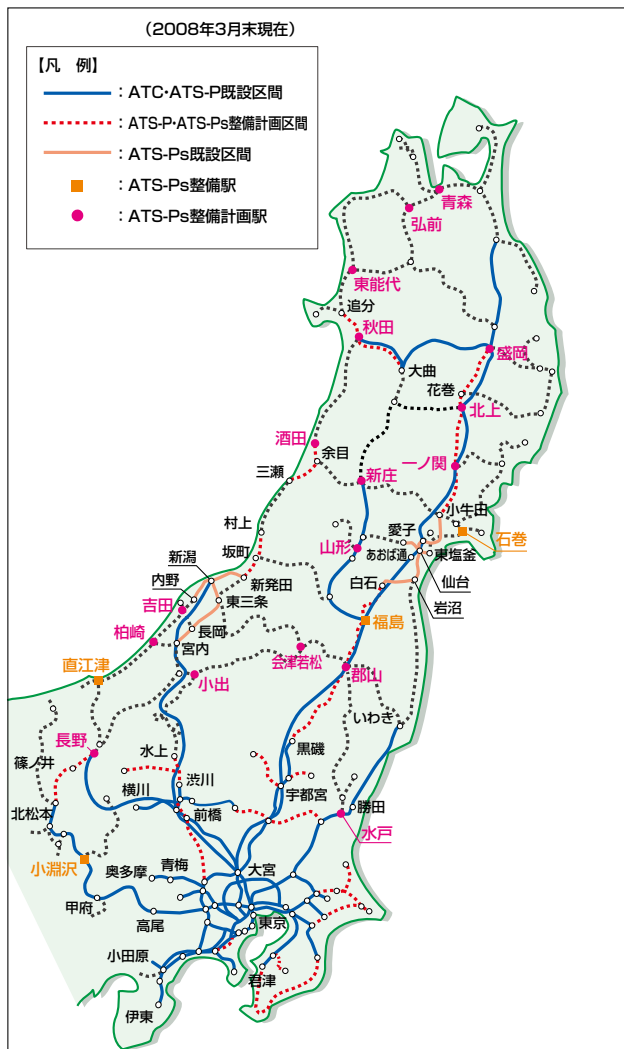 （2008年3月末現在）
【凡　例】
：ATC・ATS-P既設区間
：ATS-P・ATS-Ps整備計画区間
：ATS-Ps既設区間
：ATS-Ps整備駅
：ATS-Ps整備計画駅
青森
弘前
東能代
追分
秋田
盛岡
大曲
花巻
北上
酒田
余目
新庄
一ノ関
三瀬
小牛田
村上
愛子
石巻
坂町
山形
あおば通
東塩釜
新潟
白石
仙台
内野
新発田
岩沼
吉田
東三条
福島
柏崎
長岡
宮内
会津若松
直江津
小出
郡山
いわき
長野
水上
黒磯
篠ノ井
渋川
横川
宇都宮
勝田
北松本
前橋
水戸
小淵沢
青梅
大宮
奥多摩
甲府
高尾
東京
小田原
君津
伊東